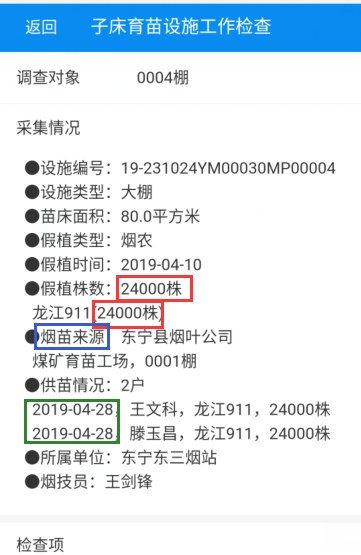 返回 子床育苗设施工作检查
调查对象 0004棚
采集情况
●设施编号：19-231024YM00030MP00004
●设施类型：大棚
●苗床面积：80.0平方米
●假植类型：烟农
●假植时间：2019-04-10
●假植株数：24000株
龙江911(24000株)
●烟苗来源 东宁县烟叶公司
煤矿育苗工场，0001棚
●供苗情况：2户
2019-04-28，王文科，龙江911，24000株
2019-04-28，滕玉昌，龙江911，24000株
●所属单位：东宁东三烟站
●烟技员：王剑锋
检查项